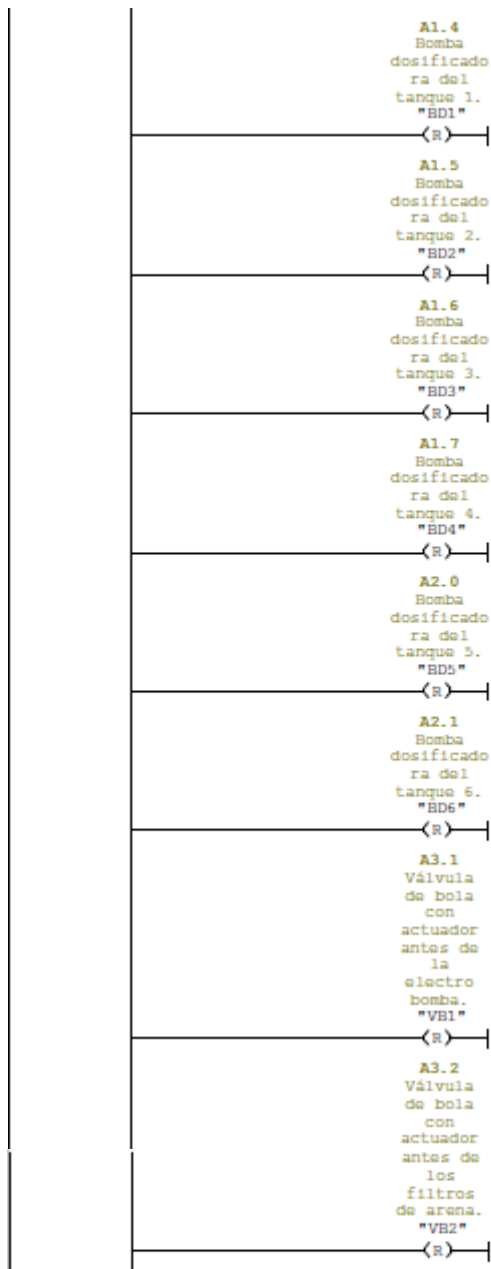 A1.4
Bomba
dosificado
ra del
tanque 1.
"BD1"
(R)
A1.5
Bomba
dosificado
ra del
tanque 2.
"BD2"
(R)
A1.6
Bomba
dosificado
ra del
tanque 3.
"BD3"
(R)
A1.7
Bomba
dosificado
ra del
tanque 4.
"BD4"
(R)
A2.0
Bomba
dosificado
ra del
tanque 5.
"BD5"
(R)
A2.1
Bomba
dosificado
ra del
tanque 6.
"BD6"
(R)
A3.1
Válvula
de bola
con
actuador
antes de
la
electro
bomba.
"VB1"
(R)
A3.2
Válvula
de bola
con
actuador
antes de
los
filtros
de arena.
"VB2"
(R)